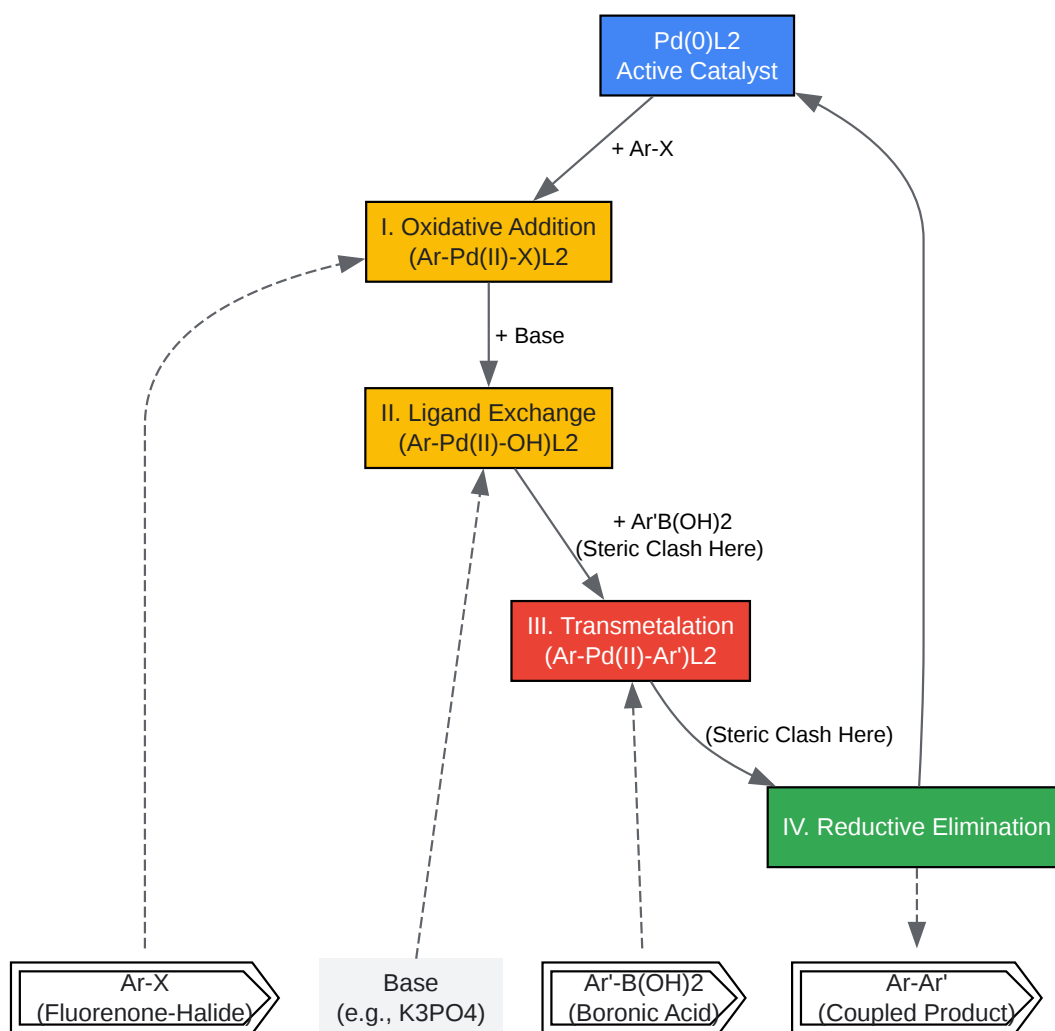 Pd(0)L2
Active Catalyst
+ Ar-X
I. Oxidative Addition
(Ar-Pd(II)-X)L2
+ Base
II. Ligand Exchange
(Ar-Pd(II)-OH)L2
+ Ar'B(OH)2
(Steric Clash Here)
III. Transmetalation
(Ar-Pd(II)-Ar')L2
(Steric Clash Here)
IV. Reductive Elimination
Ar-X
(Fluorenone-Halide)
Base
(e.g., K3PO4)
Ar'-B(OH)2
(Boronic Acid)
Ar-Ar'
(Coupled Product)